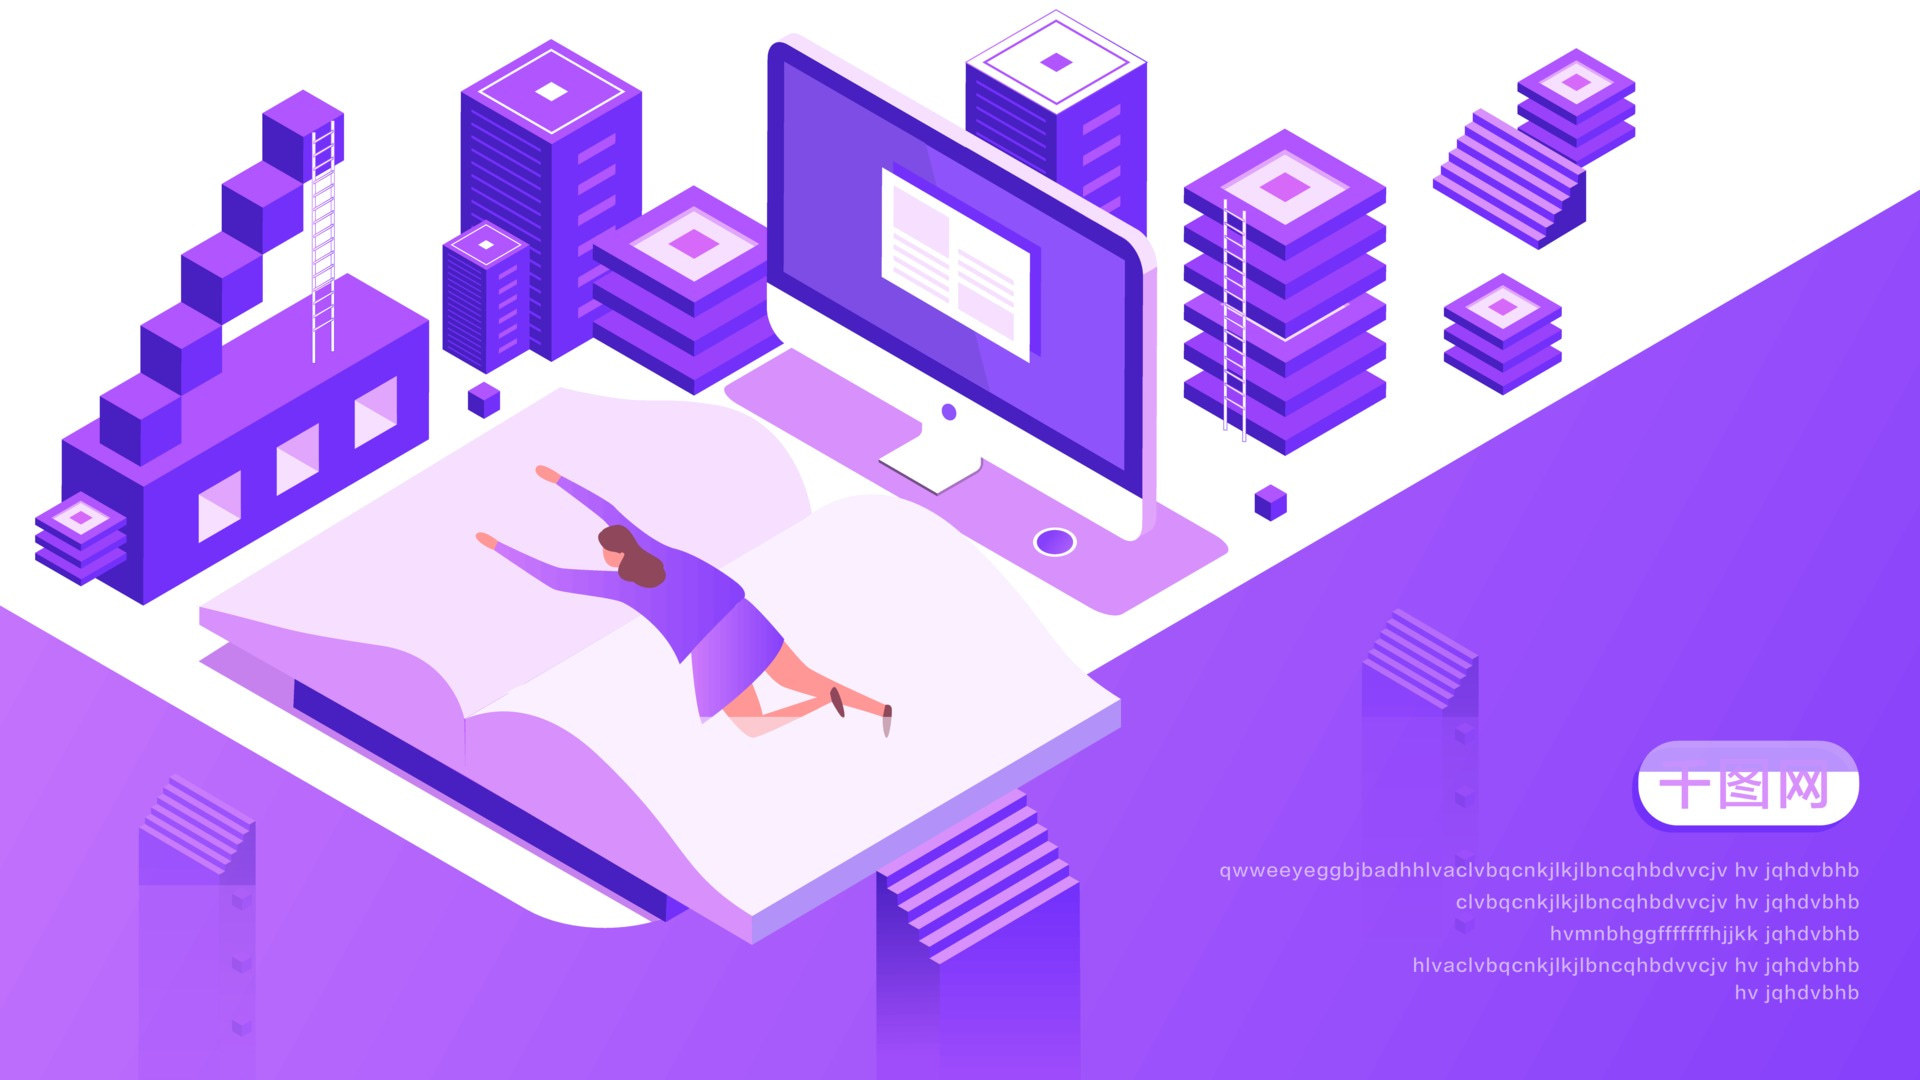 千图网
qwweeyeggbjbadhhlvaclvbqcnkjlkjlbncqhbdvvcjv hv jqhdvbhb
clvbqcnkjlkjlbncqhbdvvcjv hv jqhdvbhb
hvmnbhggfffffffhjjkk jqhdvbhb
hlvaclvbqcnkjlkjlbncqhbdvvcjv hv jqhdvbhb
hv jqhdvbhb